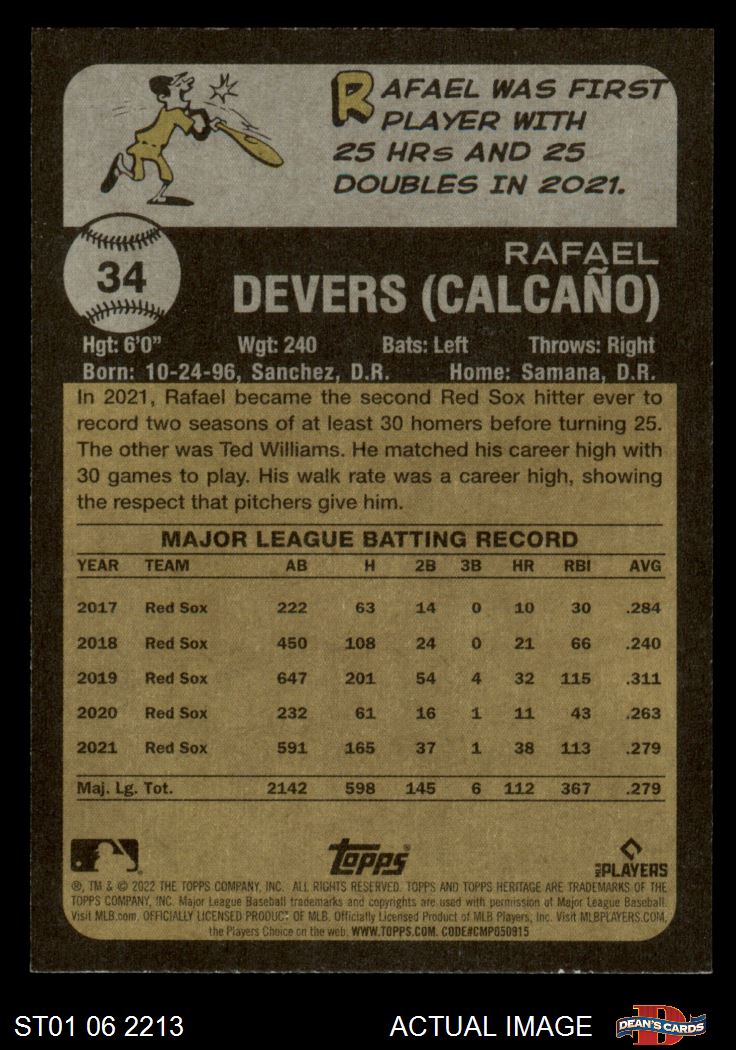 RAFAEL WAS FIRST
PLAYER WITH
25 HRs AND 25
DOUBLES IN 2021.
34
RAFAEL
DEVERS (CALCAÑO)
Hgt: 6'0" Wgt: 240 Bats: Left Throws: Right
Born: 10-24-96, Sanchez, D.R. Home: Samana, D.R.
In 2021, Rafael became the second Red Sox hitter ever to
record two seasons of at least 30 homers before turning 25.
The other was Ted Williams. He matched his career high with
30 games to play. His walk rate was a career high, showing
the respect that pitchers give him.
MAJOR LEAGUE BATTING RECORD
YEAR TEAM AB H 2B 3B HR RBI AVG
2017 Red Sox 222 63 14 0 10 30 .284
2018 Red Sox 450 108 24 0 21 66 .240
2019 Red Sox 647 201 54 4 32 115 .311
2020 Red Sox 232 61 16 1 11 43 .263
2021 Red Sox 591 165 37 1 38 113 .279
Maj. Lg. Tot. 2142 598 145 6 112 367 .279
Topps®
MLB PLAYERS
®, TM & © 2022 THE TOPPS COMPANY, INC. ALL RIGHTS RESERVED. TOPPS AND TOPPS HERITAGE ARE TRADEMARKS OF THE
TOPPS COMPANY, INC. Major League Baseball trademarks and copyrights are used with permission of Major League Baseball.
Visit MLB.com. OFFICIALLY LICENSED PRODUCT OF MLB. Officially Licensed Product of MLB Players, Inc. Visit MLBPLAYERS.COM,
the Players Choice on the web. WWW.TOPPS.COM. CODE#CMP050915
ST01 06 2213 ACTUAL IMAGE
DEAN'S CARDS